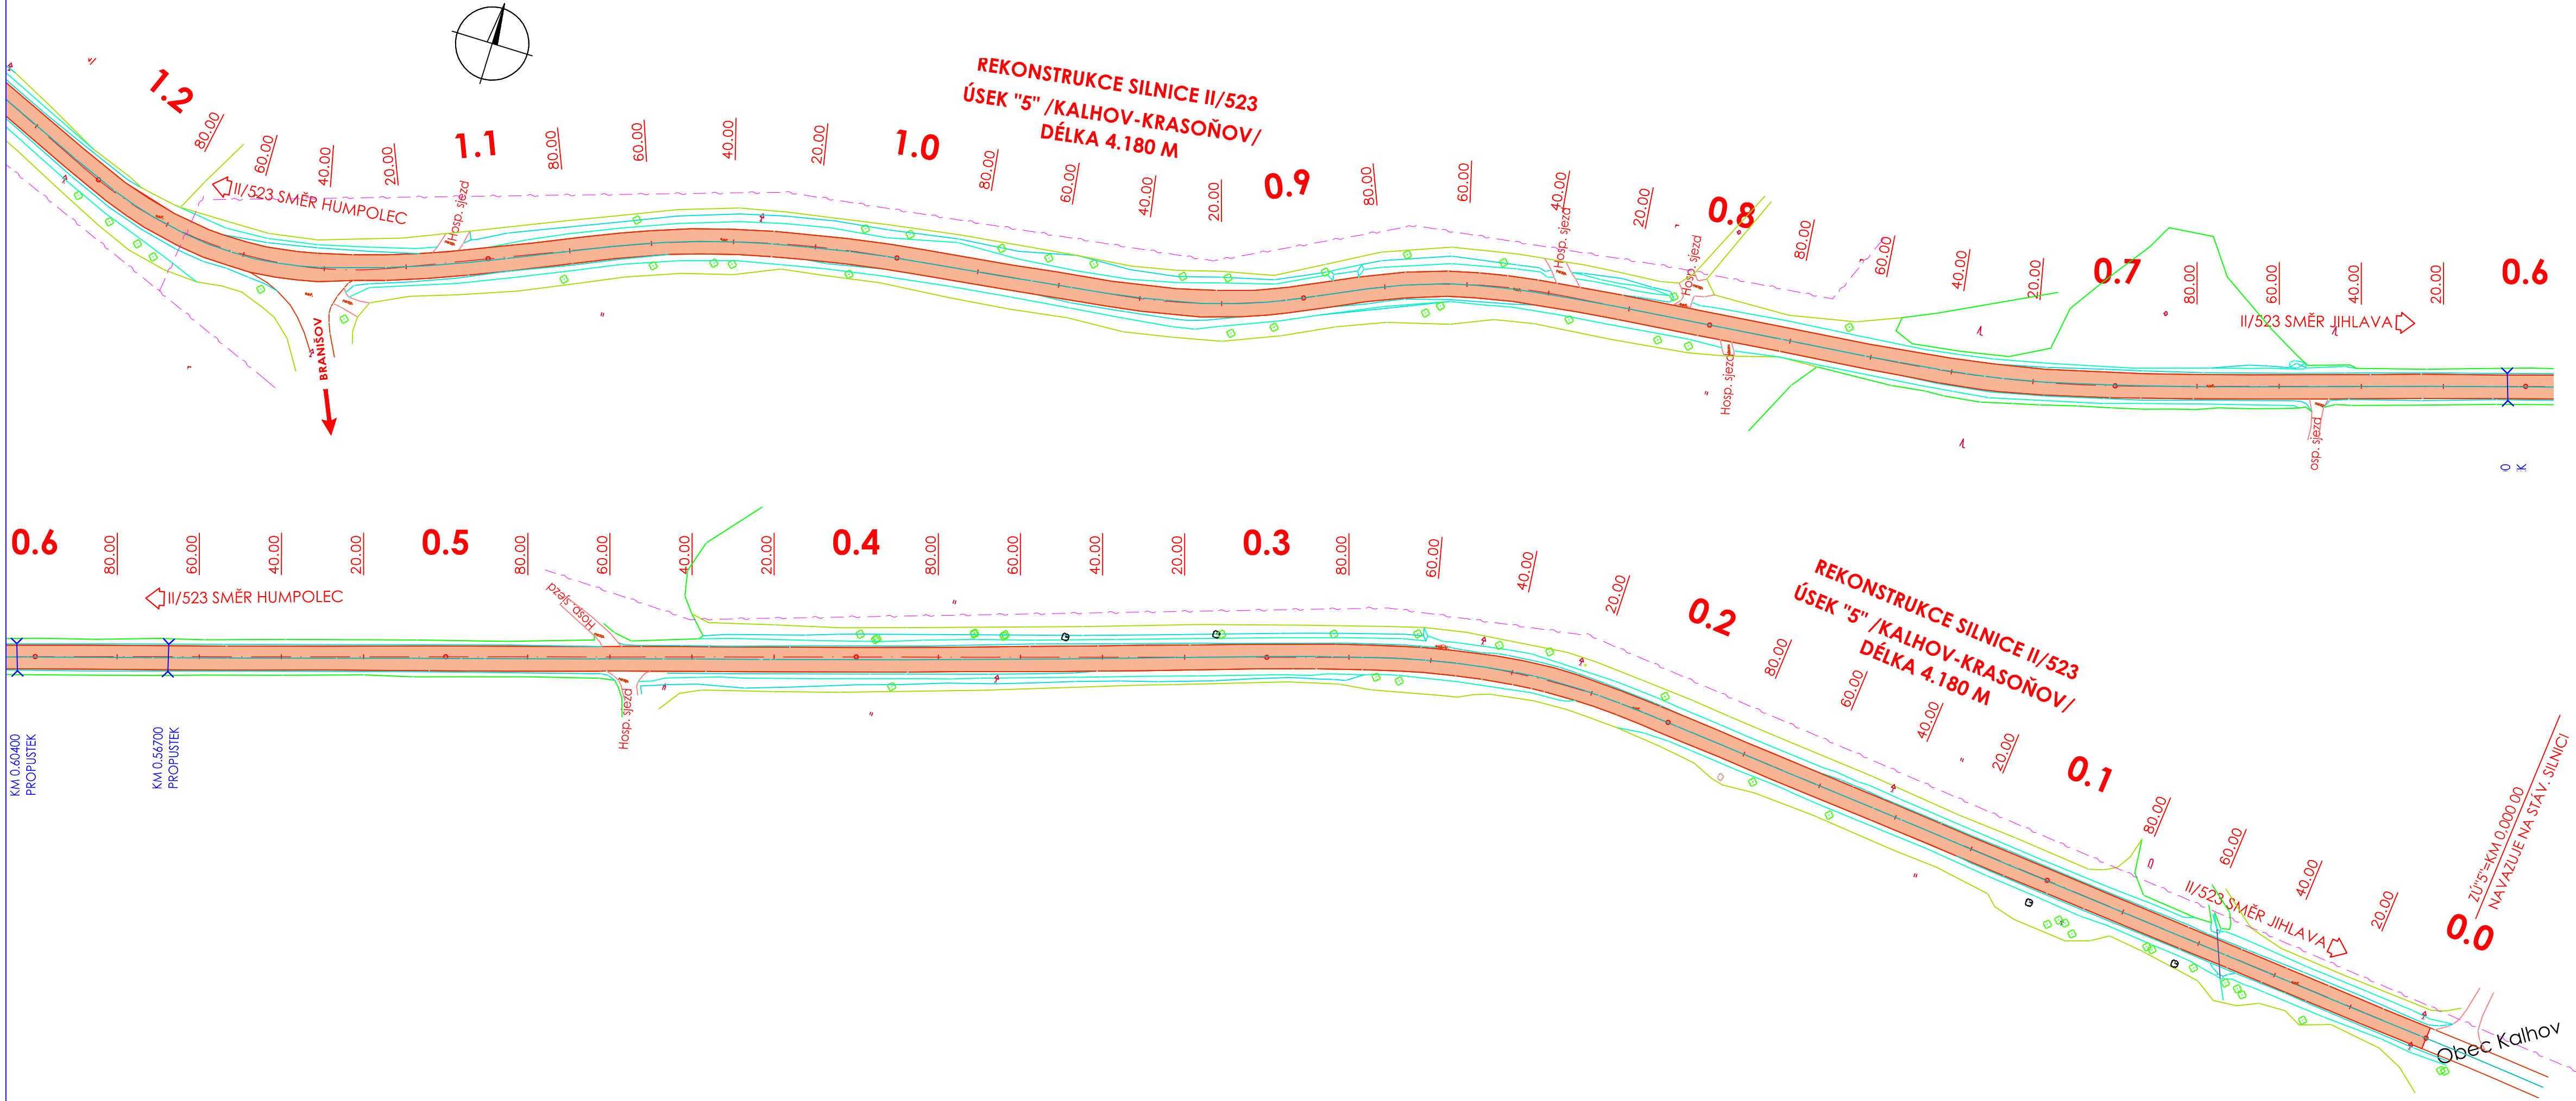 REKONSTRUKCE SILNICE II/523
ÚSEK "5" /KALHOV-KRASOŇOV/
DÉLKA 4.180 M
1.2
80.00
60.00
40.00
20.00
1.1
80.00
60.00
40.00
20.00
1.0
80.00
60.00
40.00
20.00
0.9
80.00
60.00
40.00
20.00
0.8
80.00
60.00
40.00
20.00
0.7
80.00
60.00
40.00
20.00
0.6
II/523 SMĚR HUMPOLEC
Hosp. sjezd
Hosp. sjezd
Hosp. sjezd
Hosp. sjezd
II/523 SMĚR JIHLAVA
BRANIŠOV
osp. sjezd
O
K
0.6
80.00
60.00
40.00
20.00
0.5
80.00
60.00
40.00
20.00
0.4
80.00
60.00
40.00
20.00
0.3
80.00
60.00
40.00
20.00
0.2
80.00
60.00
40.00
20.00
0.1
80.00
60.00
40.00
20.00
0.0
II/523 SMĚR HUMPOLEC
Hosp. sjezd
Hosp. sjezd
KM 0.60400
PROPUSTEK
KM 0.56700
PROPUSTEK
REKONSTRUKCE SILNICE II/523
ÚSEK "5" /KALHOV-KRASOŇOV/
DÉLKA 4.180 M
II/523 SMĚR JIHLAVA
ZÚ"5"=KM 0.000 00
NAVAZUJE NA STÁV. SILNICI
Obec Kalhov